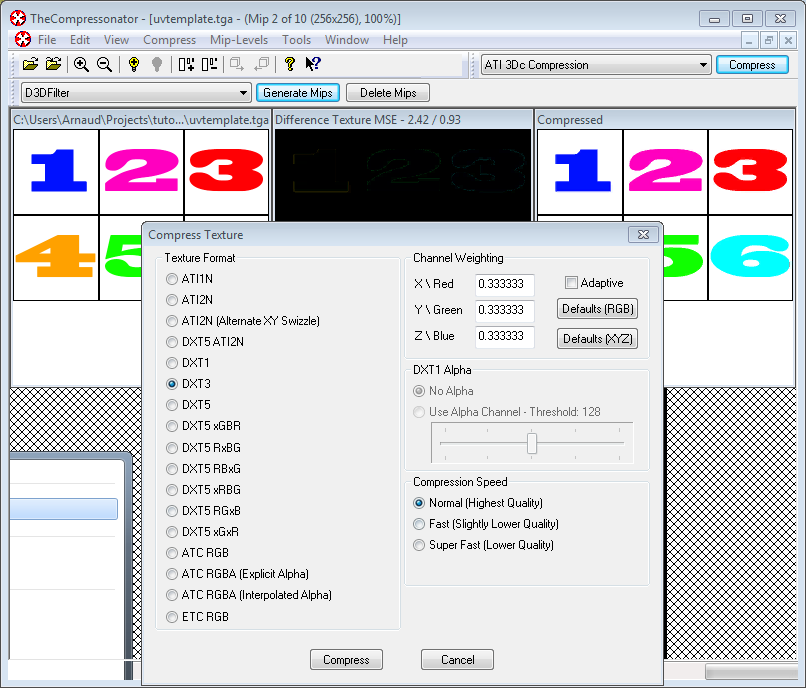 TheCompressonator - [uvtemplate.tga - (Mip 2 of 10 (256x256), 100%)]
File Edit View Compress Mip-Levels Tools Window Help
ATI 3Dc Compression Compress
D3DFilter Generate Mips Delete Mips
C:\Users\Arnaud\Projects\tuto...\uvtemplate.tga Difference Texture MSE - 2.42 / 0.93 Compressed
1 2 3 1 2 3 1 2 3
4 5 5 6
Compress Texture
Texture Format
ATI1N
ATI2N
ATI2N (Alternate XY Swizzle)
DXT5 ATI2N
DXT1
DXT3
DXT5
DXT5 xGBR
DXT5 RxBG
DXT5 RBxG
DXT5 xRBG
DXT5 RGxB
DXT5 xGxR
ATC RGB
ATC RGBA (Explicit Alpha)
ATC RGBA (Interpolated Alpha)
ETC RGB
Channel Weighting
X \ Red 0.333333 Adaptive
Y \ Green 0.333333 Defaults (RGB)
Z \ Blue 0.333333 Defaults (XYZ)
DXT1 Alpha
No Alpha
Use Alpha Channel - Threshold: 128
Compression Speed
Normal (Highest Quality)
Fast (Slightly Lower Quality)
Super Fast (Lower Quality)
Compress Cancel